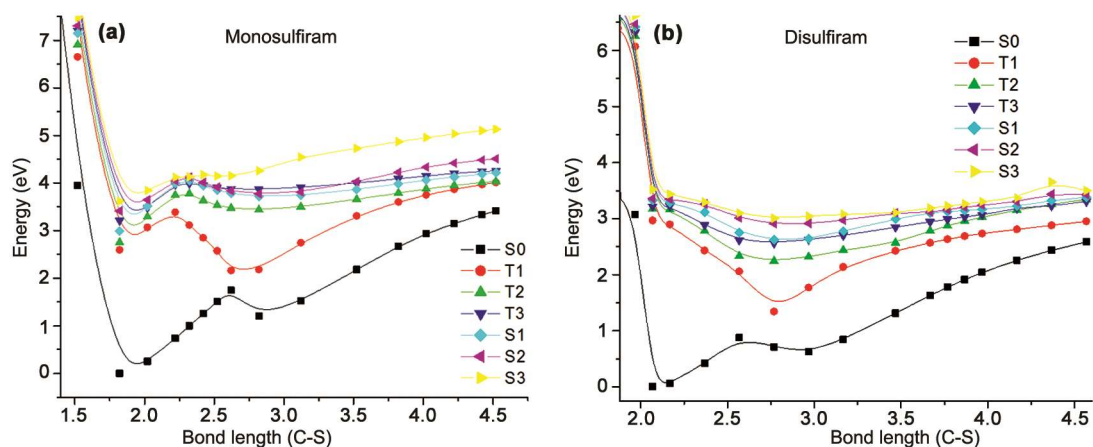 (a)
Monosulfiram
Energy (eV)
7
6
5
4
3
2
1
0
S0
T1
T2
T3
S1
S2
S3
1.5 2.0 2.5 3.0 3.5 4.0 4.5
Bond length (C-S)
(b)
Disulfiram
Energy (eV)
6
5
4
3
2
1
0
S0
T1
T2
T3
S1
S2
S3
2.0 2.5 3.0 3.5 4.0 4.5
Bond length (C-S)